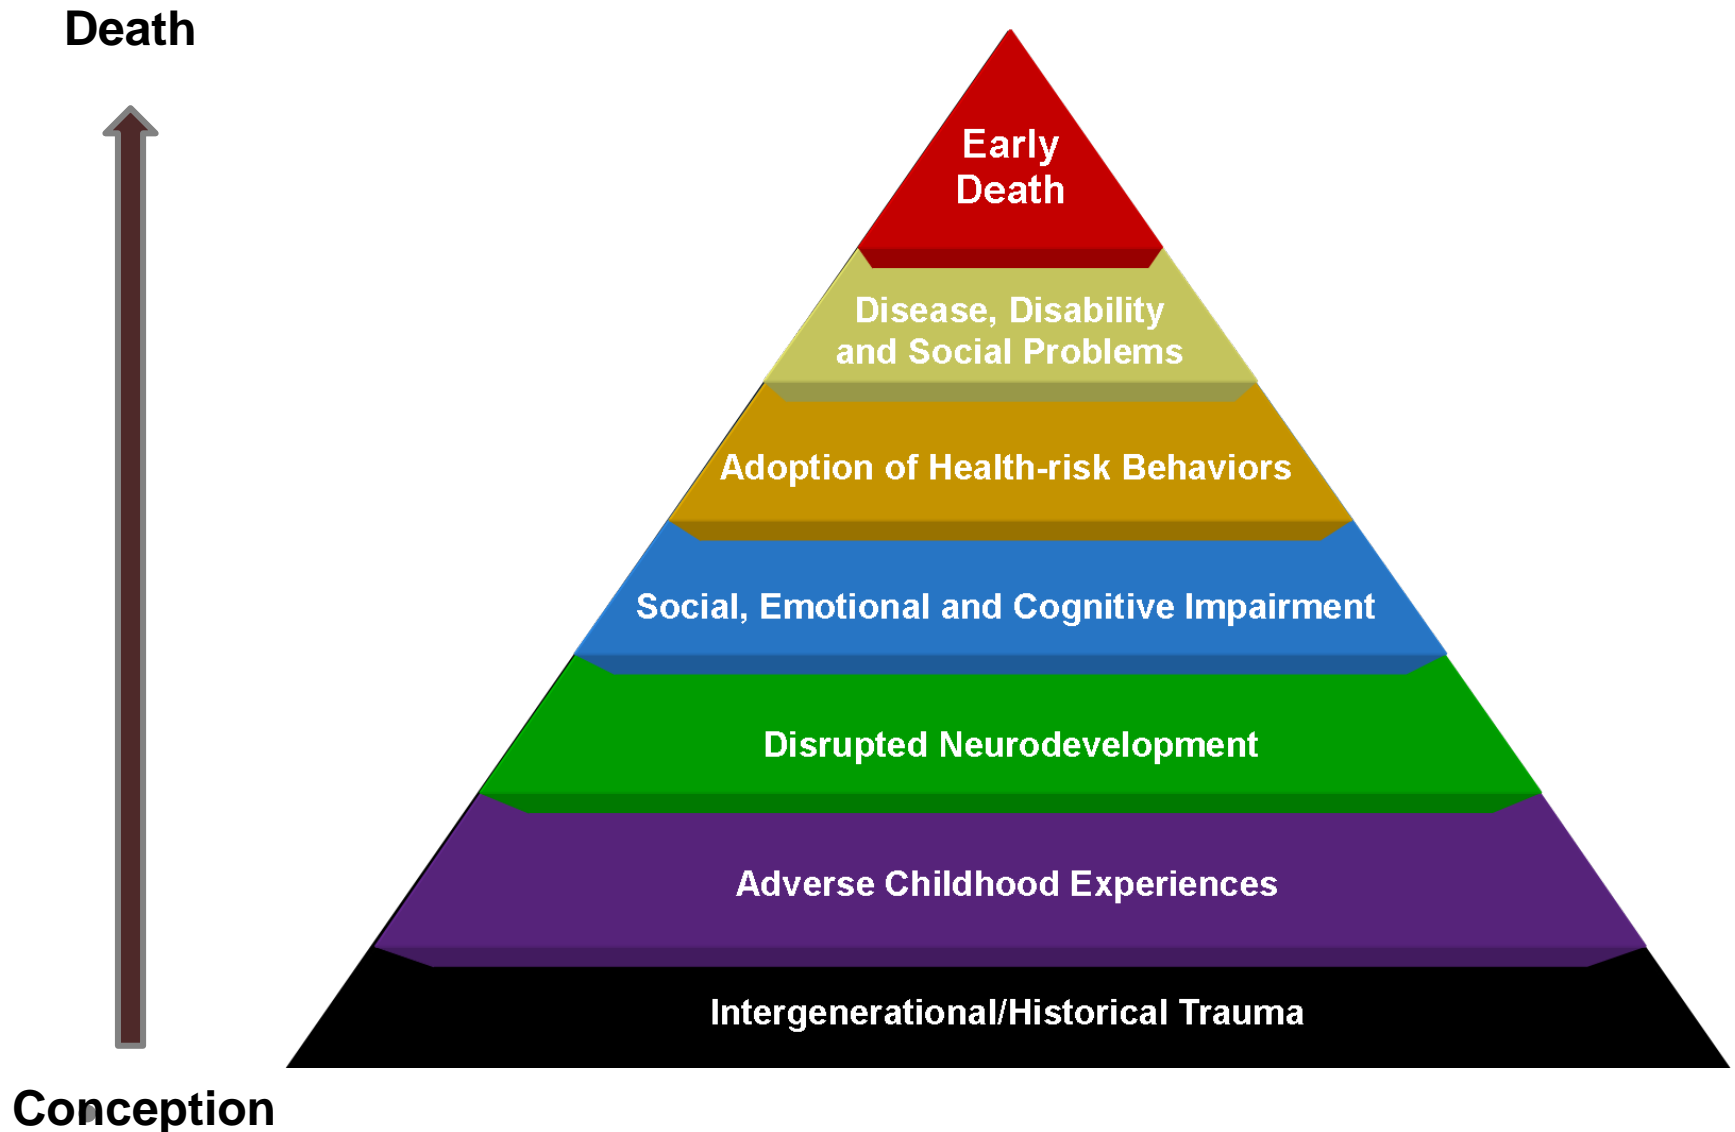 Death
Early
Death
Disease, Disability
and Social Problems
Adoption of Health-risk Behaviors
Social, Emotional and Cognitive Impairment
Disrupted Neurodevelopment
Adverse Childhood Experiences
Intergenerational/Historical Trauma
Conception